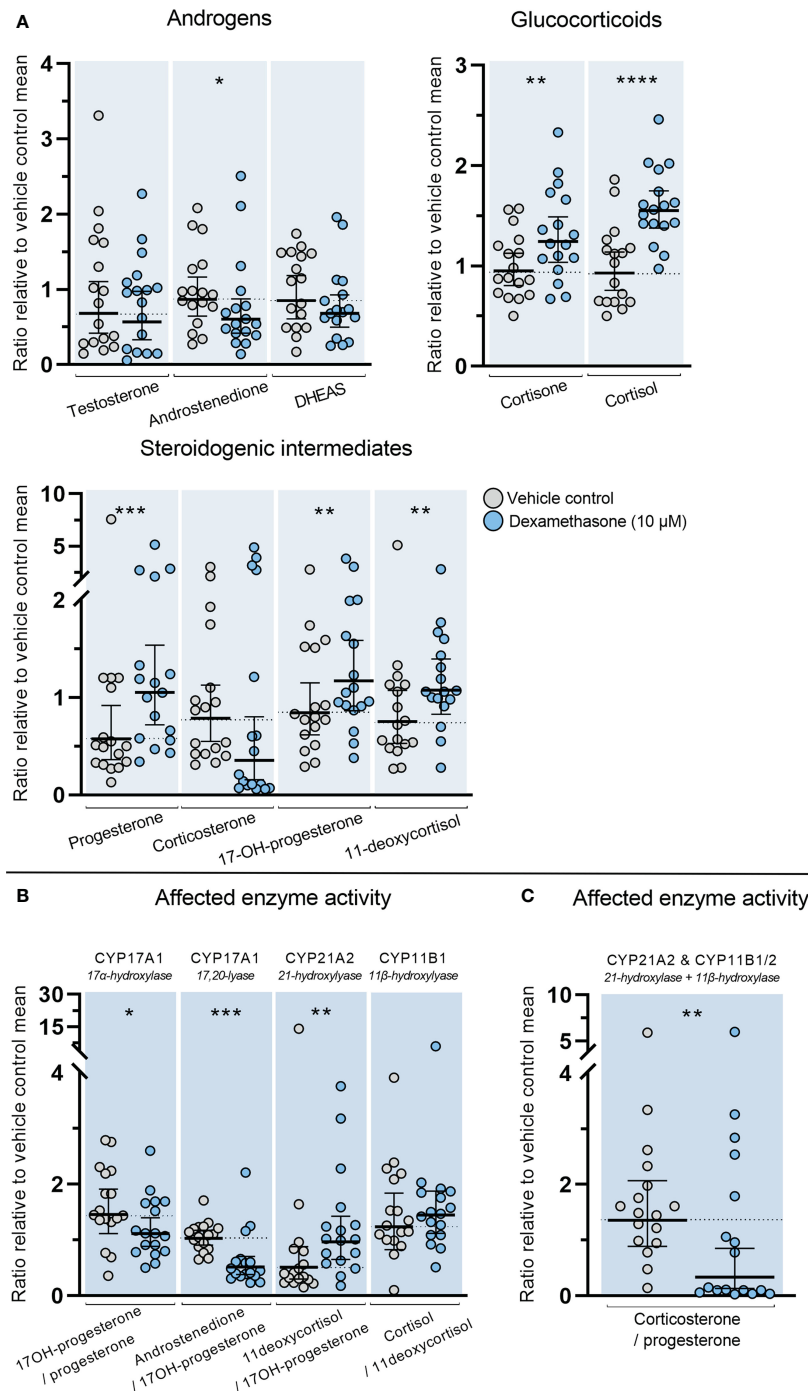 A
Androgens
Ratio relative to vehicle control mean
4
3
2
1
0
*
Testosterone
Androstenedione
DHEAS
Glucocorticoids
Ratio relative to vehicle control mean
3
2
1
0
**
****
Cortisone
Cortisol
Steroidogenic intermediates
Ratio relative to vehicle control mean
10
5
2
1
0
***
**
**
Progesterone
Corticosterone
17-OH-progesterone
11-deoxycortisol
Vehicle control
Dexamethasone (10 µM)
B
Affected enzyme activity
CYP17A1
17α-hydroxylase
CYP17A1
17,20-lyase
CYP21A2
21-hydroxylyase
CYP11B1
11β-hydroxylyase
Ratio relative to vehicle control mean
30
15
4
2
0
*
***
**
17OH-progesterone
/ progesterone
Androstenedione
/ 17OH-progesterone
11deoxycortisol
/ 17OH-progesterone
Cortisol
/ 11deoxycortisol
C
Affected enzyme activity
CYP21A2 & CYP11B1/2
21-hydroxylase + 11β-hydroxylase
Ratio relative to vehicle control mean
10
5
4
2
0
**
Corticosterone
/ progesterone